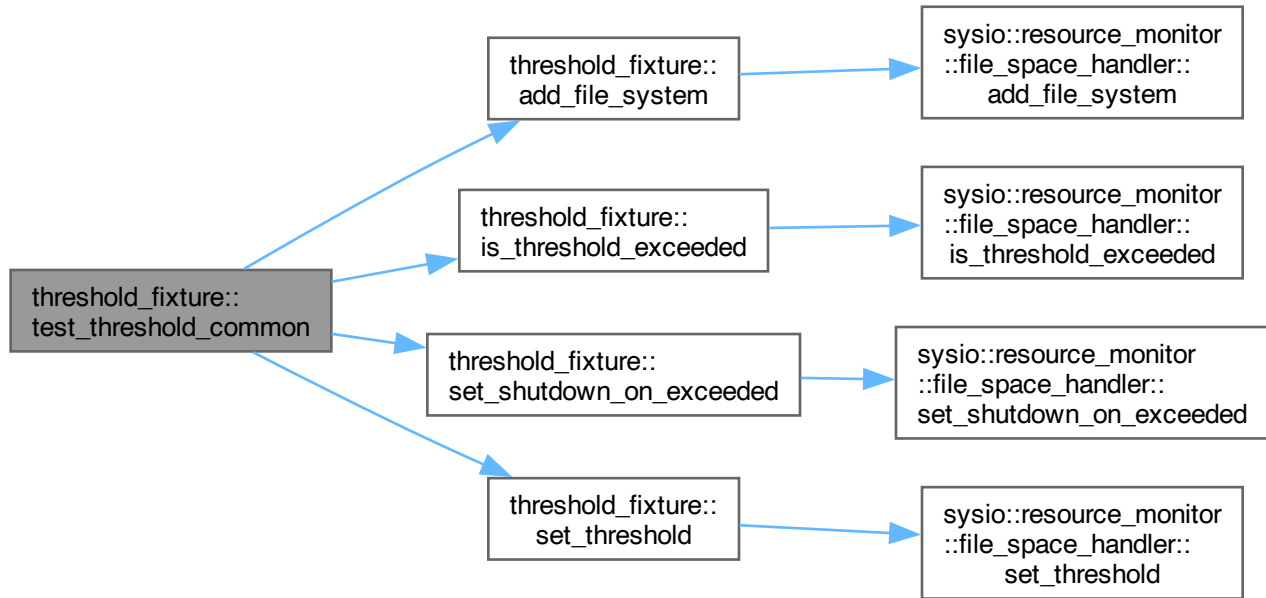 threshold_fixture::
test_threshold_common
threshold_fixture::
add_file_system
sysio::resource_monitor
::file_space_handler::
add_file_system
threshold_fixture::
is_threshold_exceeded
sysio::resource_monitor
::file_space_handler::
is_threshold_exceeded
threshold_fixture::
set_shutdown_on_exceeded
sysio::resource_monitor
::file_space_handler::
set_shutdown_on_exceeded
threshold_fixture::
set_threshold
sysio::resource_monitor
::file_space_handler::
set_threshold